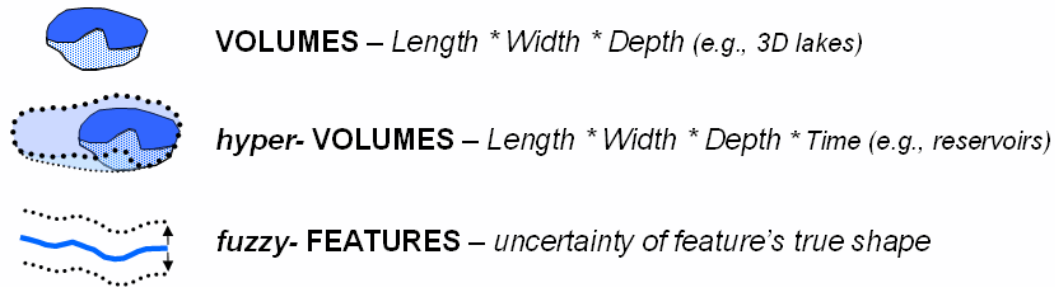 VOLUMES – Length * Width * Depth (e.g., 3D lakes)
hyper- VOLUMES – Length * Width * Depth * Time (e.g., reservoirs)
fuzzy- FEATURES – uncertainty of feature's true shape